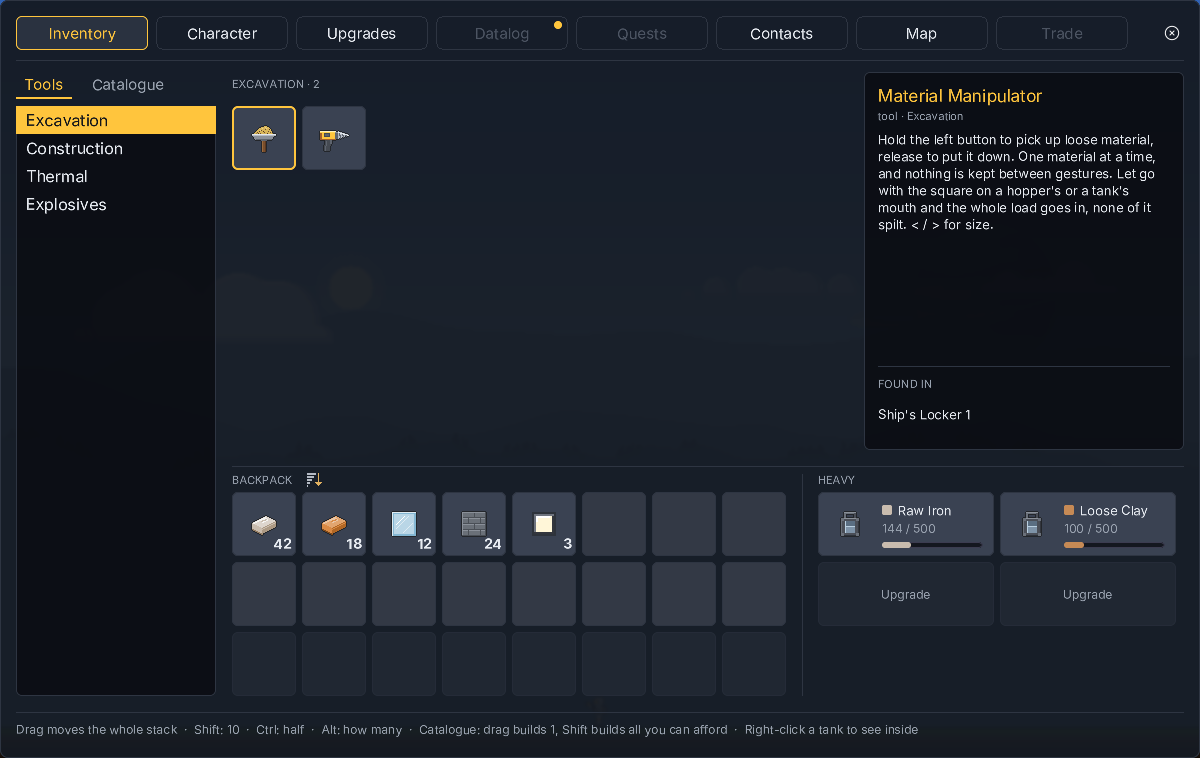 Inventory
Character
Upgrades
Datalog
Quests
Contacts
Map
Trade
Tools
Catalogue
Excavation
Construction
Thermal
Explosives
EXCAVATION · 2
Material Manipulator
tool · Excavation
Hold the left button to pick up loose material,
release to put it down. One material at a time,
and nothing is kept between gestures. Let go
with the square on a hopper's or a tank's
mouth and the whole load goes in, none of it
spilt. < / > for size.
FOUND IN
Ship's Locker 1
BACKPACK
42
18
12
24
3
HEAVY
Raw Iron
144 / 500
Loose Clay
100 / 500
Upgrade
Upgrade
Drag moves the whole stack · Shift: 10 · Ctrl: half · Alt: how many · Catalogue: drag builds 1, Shift builds all you can afford · Right-click a tank to see inside